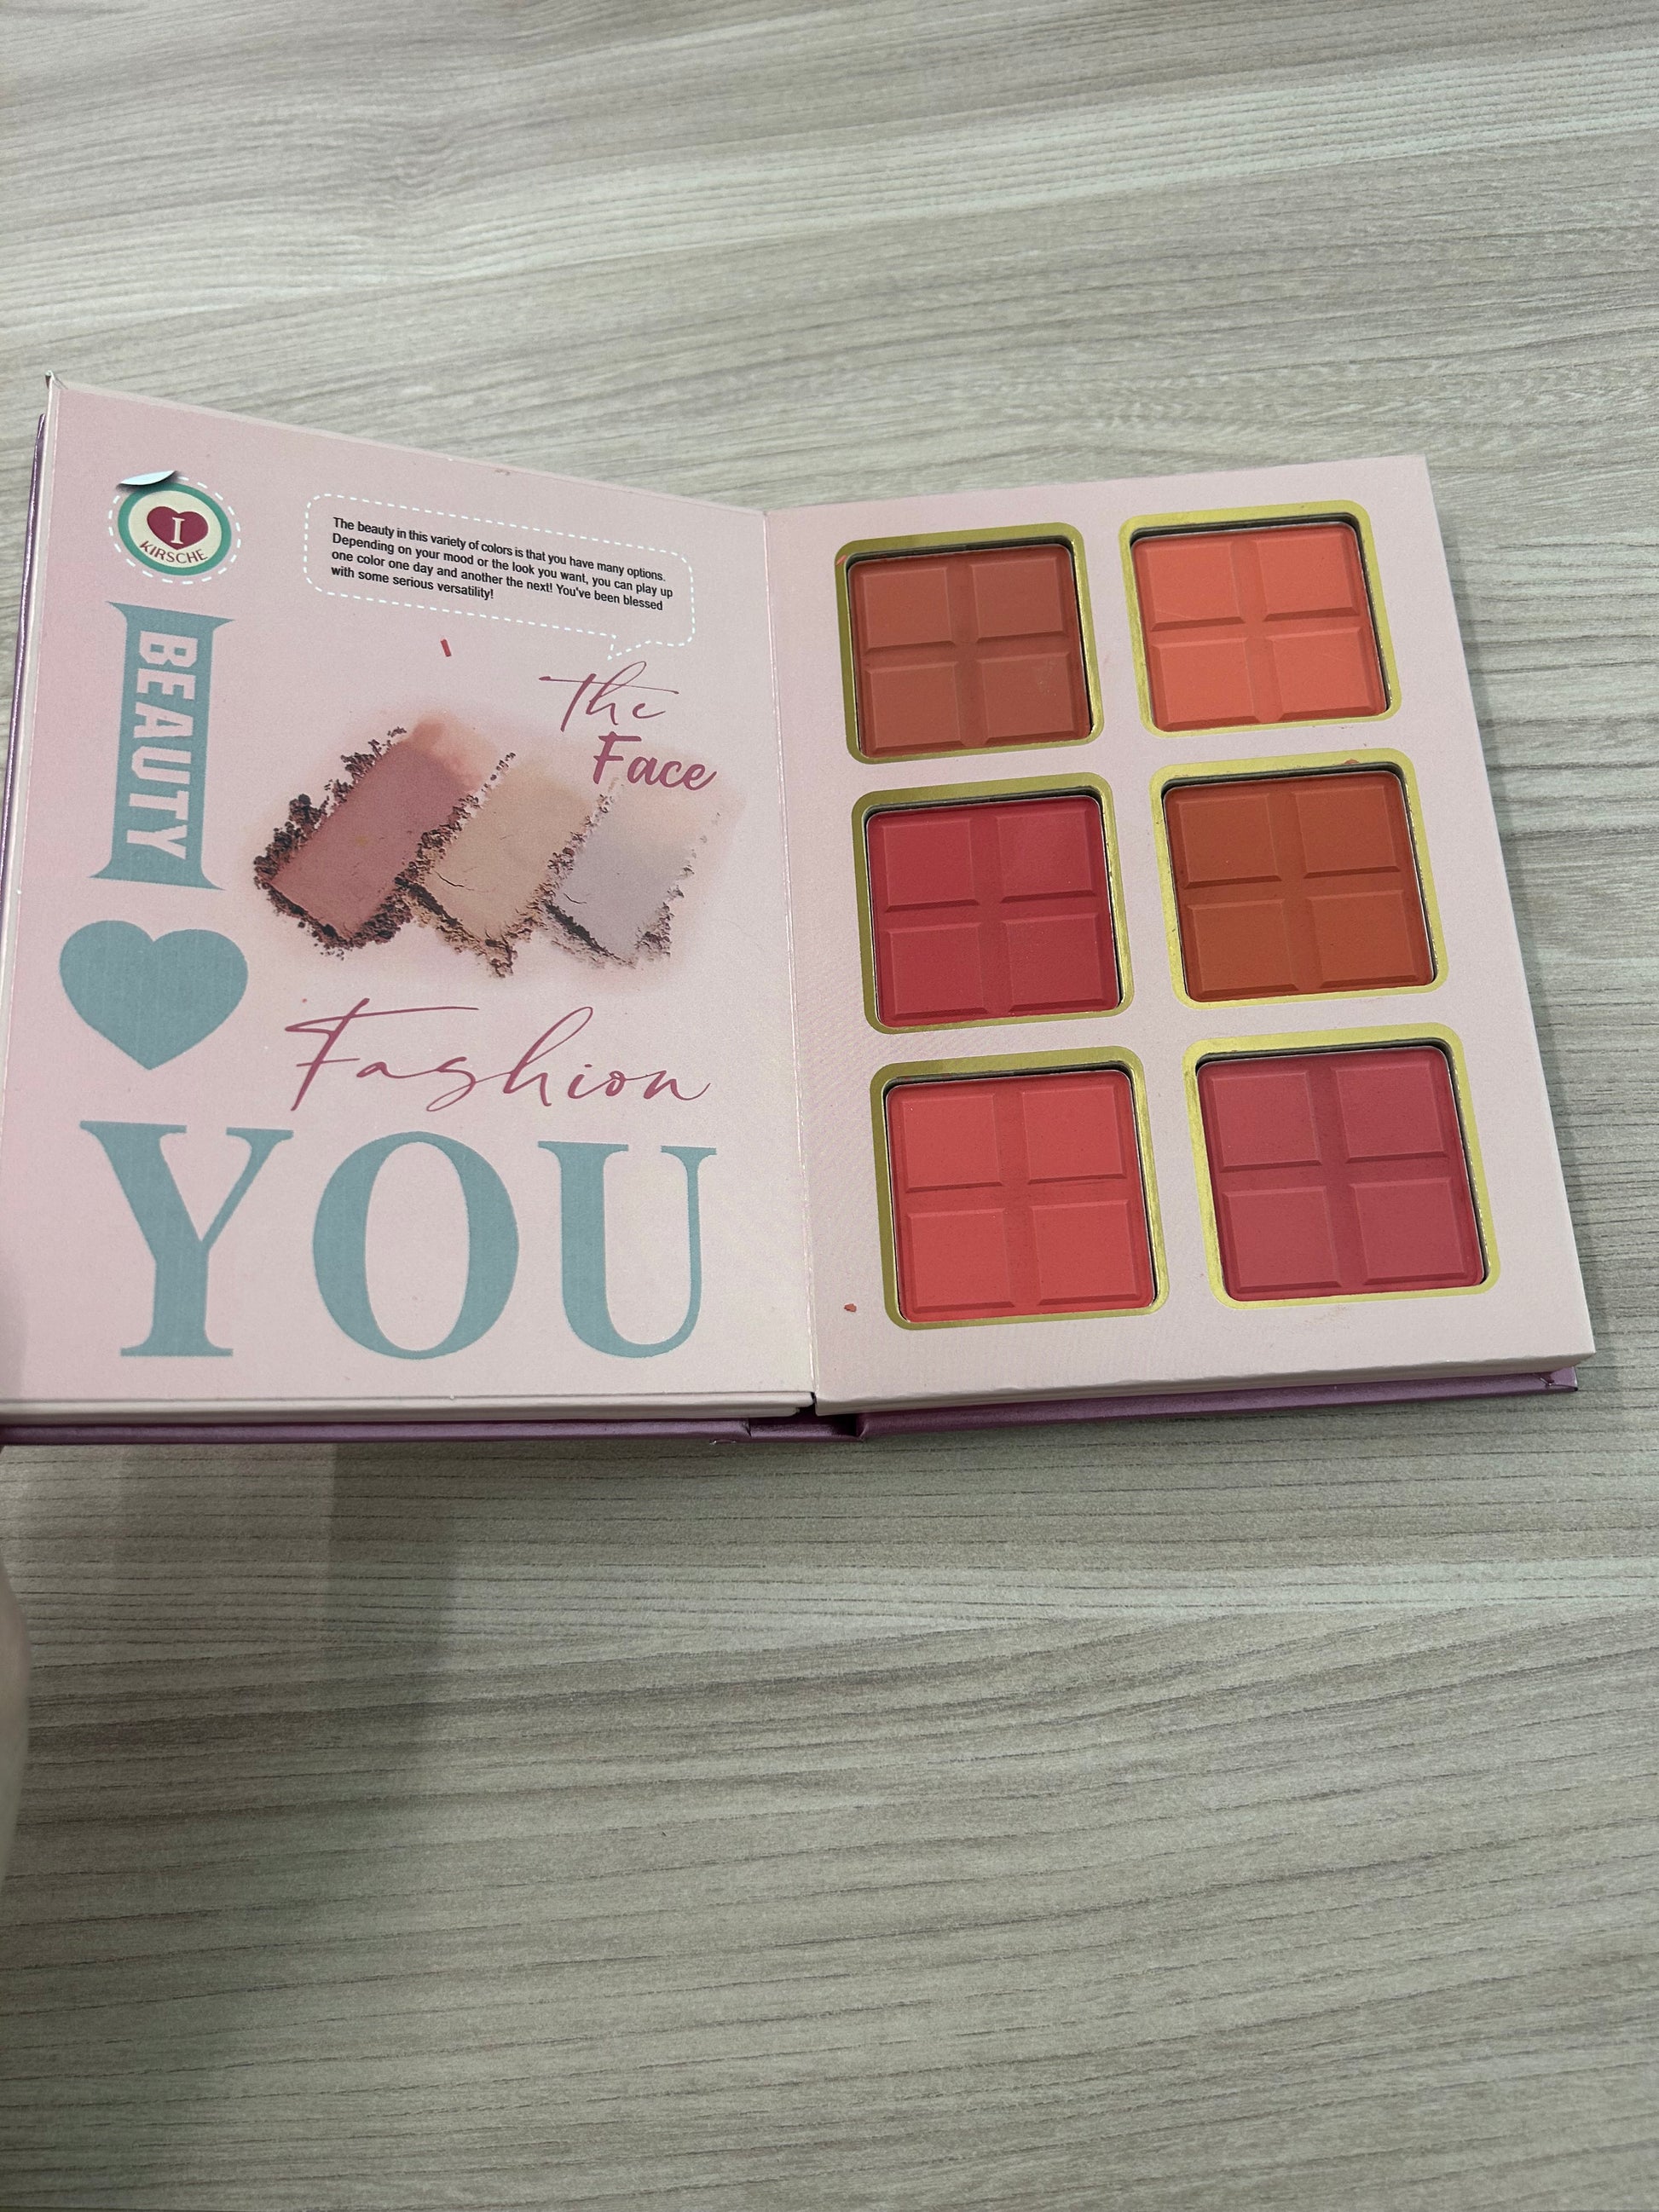 I
KIRSCHE
The beauty in this variety of colors is that you have many options.
Depending on your mood or the look you want, you can play up
one color one day and another the next! You've been blessed
with some serious versatility!
BEAUTY
The
Face
Fashion
YOU